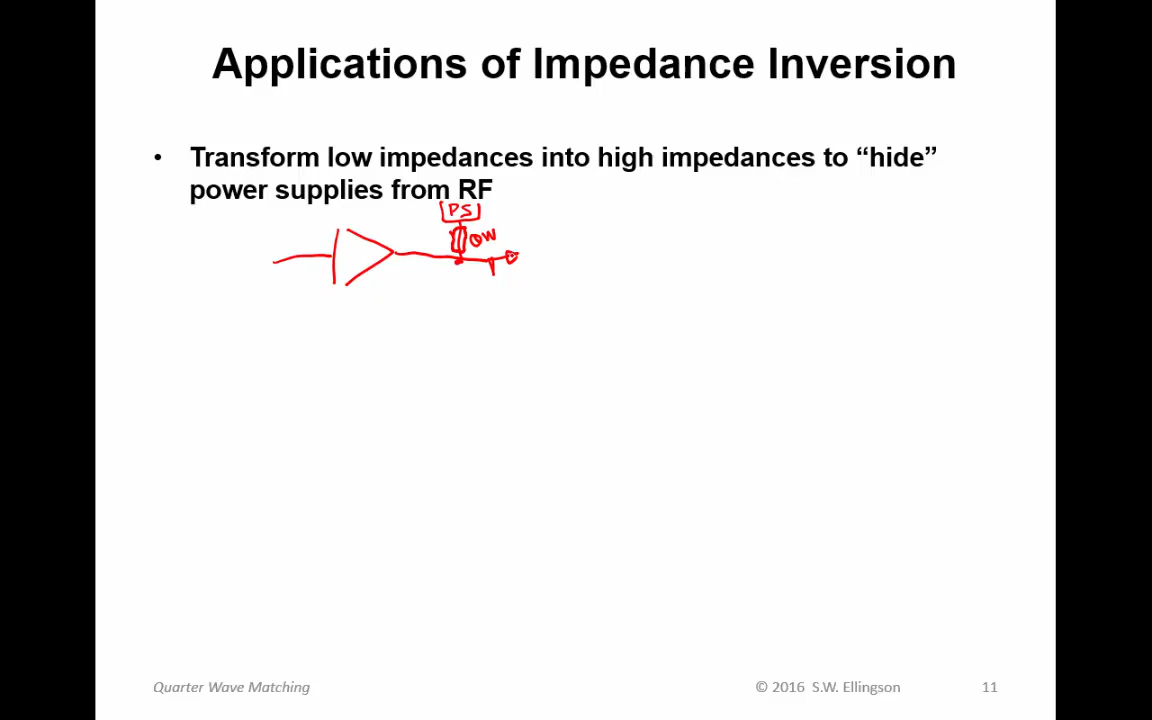 Applications of Impedance Inversion
• Transform low impedances into high impedances to “hide”
power supplies from RF
PS
QW
Quarter Wave Matching
© 2016 S.W. Ellingson
11